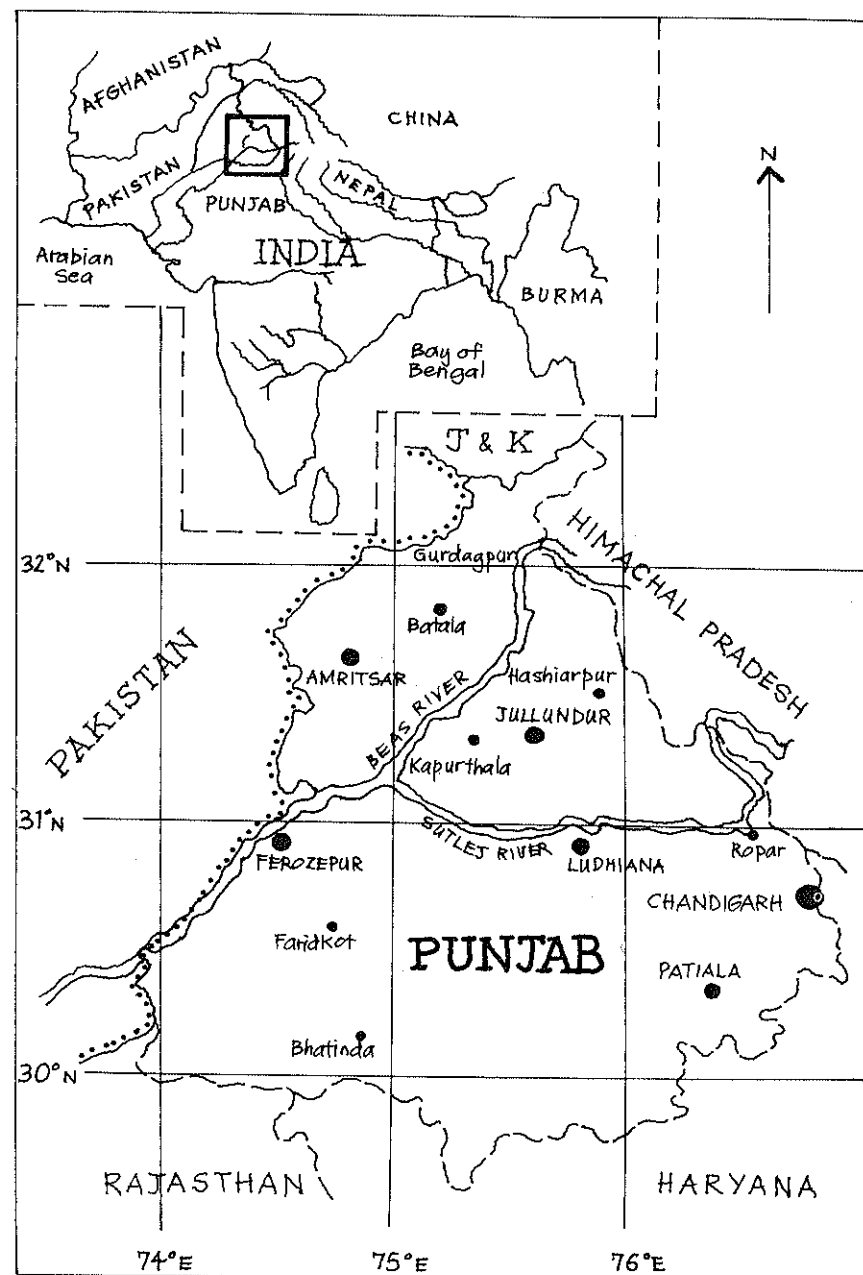 AFGHANISTAN
CHINA
N
PAKISTAN
NEPAL
PUNJAB
Arabian
Sea
INDIA
BURMA
Bay of
Bengal
J & K
HIMACHAL PRADESH
32°N
Gurdagpur
Batala
PAKISTAN
AMRITSAR
BEAS RIVER
Hashiarpur
JULLUNDUR
Kapurthala
31°N
SUTLEJ RIVER
FEROZEPUR
LUDHIANA
Ropar
CHANDIGARH
Faridkot
PUNJAB
PATIALA
Bhatinda
30°N
RAJASTHAN
HARYANA
74°E
75°E
76°E